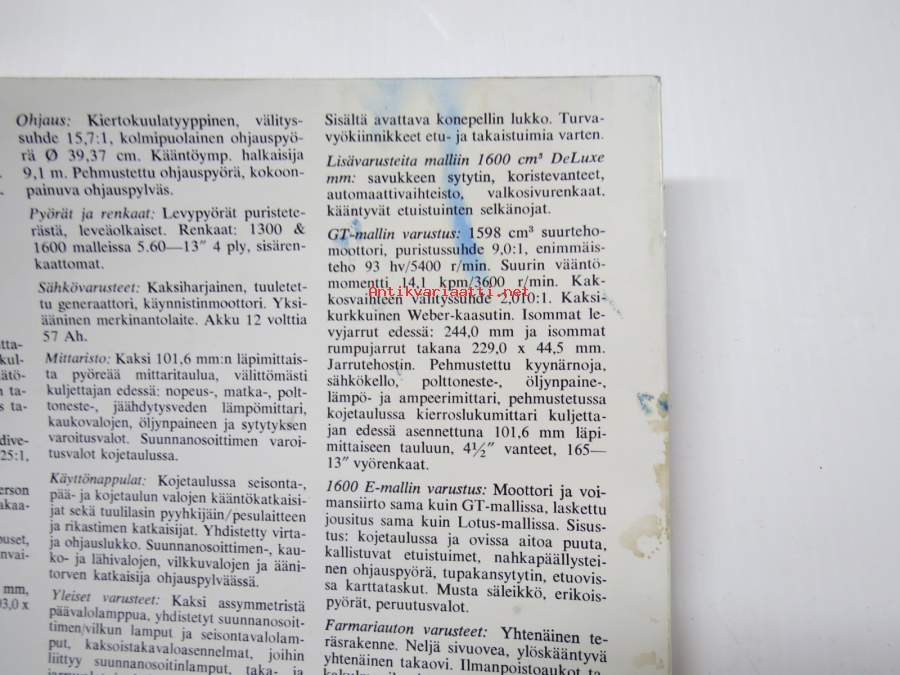 Ohjaus: Kiertokuulatyyppinen, välitys-
suhde 15,7:1, kolmipuolainen ohjauspyö-
rä Ø 39,37 cm. Kääntöymp. halkaisija
9,1 m. Pehmustettu ohjauspyörä, kokoon-
painuva ohjauspylväs.
Pyörät ja renkaat: Levypyörät puristete-
rästä, leveäolkaiset. Renkaat: 1300 &
1600 malleissa 5.60—13″ 4 ply, sisären-
kaattomat.
Sähkövarusteet: Kaksiharjainen, tuuletet-
tu generaattori, käynnistinmoottori. Yksi-
ääninen merkinantolaite. Akku 12 volttia
57 Ah.
Mittaristo: Kaksi 101,6 mm:n läpimittais-
ta pyöreää mittaritaulua, välittömästi
kuljettajan edessä: nopeus-, matka-, polt-
toneste-, jäähdytysveden lämpömittari,
kaukovalojen, öljynpaineen ja sytytyksen
varoitusvalot. Suunnanosoittimen varoi-
tusvalot kojetaulussa.
Käyttönappulat: Kojetaulussa seisonta-,
pää- ja kojetaulun valojen kääntökatkaisi-
jat sekä tuulilasin pyyhkijäin/pesulaitteen
ja rikastimen katkaisijat. Yhdistetty virta-
ja ohjauslukko. Suunnanosoittimen-, kau-
ko- ja lähivalojen, vilkkuvalojen ja ääni-
torven katkaisija ohjauspylväässä.
Yleiset varusteet: Kaksi assymmetristä
päävalolamppua, yhdistetyt suunnanosoit-
timen/vilkun lamput ja seisontavalolam-
put, kaksoistakavaloasennelmat, joihin
liittyy suunnanosoitinlamput, taka- ja
Sisältä avattava konepellin lukko. Turva-
vyökiinnikkeet etu- ja takaistuimia varten.
Lisävarusteita malliin 1600 cm³ DeLuxe
mm: savukkeen sytytin, koristevanteet,
automaattivaihteisto, valkosivurenkaat.
kääntyvät etuistuinten selkänojat.
GT-mallin varustus: 1598 cm³ suurteho-
moottori, puristussuhde 9,0:1, enimmäis-
teho 93 hv/5400 r/min. Suurin vääntö-
momentti 14,1 kpm/3600 r/min. Kak-
kosvaihteen välityssuhde 2,010:1. Kaksi-
kurkkuinen Weber-kaasutin. Isommat le-
vyjarrut edessä: 244,0 mm ja isommat
rumpujarrut takana 229,0 x 44,5 mm.
Jarrutehostin. Pehmustettu kyynärnoja,
sähkökello, polttoneste-, öljynpaine-,
lämpö- ja ampeerimittari, pehmustetussa
kojetaulussa kierroslukumittari kuljetta-
jan edessä asennettuna 101,6 mm läpi-
mittaiseen tauluun, 4½″ vanteet, 165—
13″ vyörenkaat.
1600 E-mallin varustus: Moottori ja voi-
mansiirto sama kuin GT-mallissa, laskettu
jousitus sama kuin Lotus-mallissa. Sisus-
tus: kojetaulussa ja ovissa aitoa puuta,
kallistuvat etuistuimet, nahkapäällystei-
nen ohjauspyörä, tupakansytytin, etuovis-
sa karttataskut. Musta säleikkö, erikois-
pyörät, peruutusvalot.
Farmariauton varusteet: Yhtenäinen te-
räsrakenne. Neljä sivuovea, ylöskääntyvä
yhtenäinen takaovi. Ilmanpoistoaukot ta-
Antikvariaatti.net